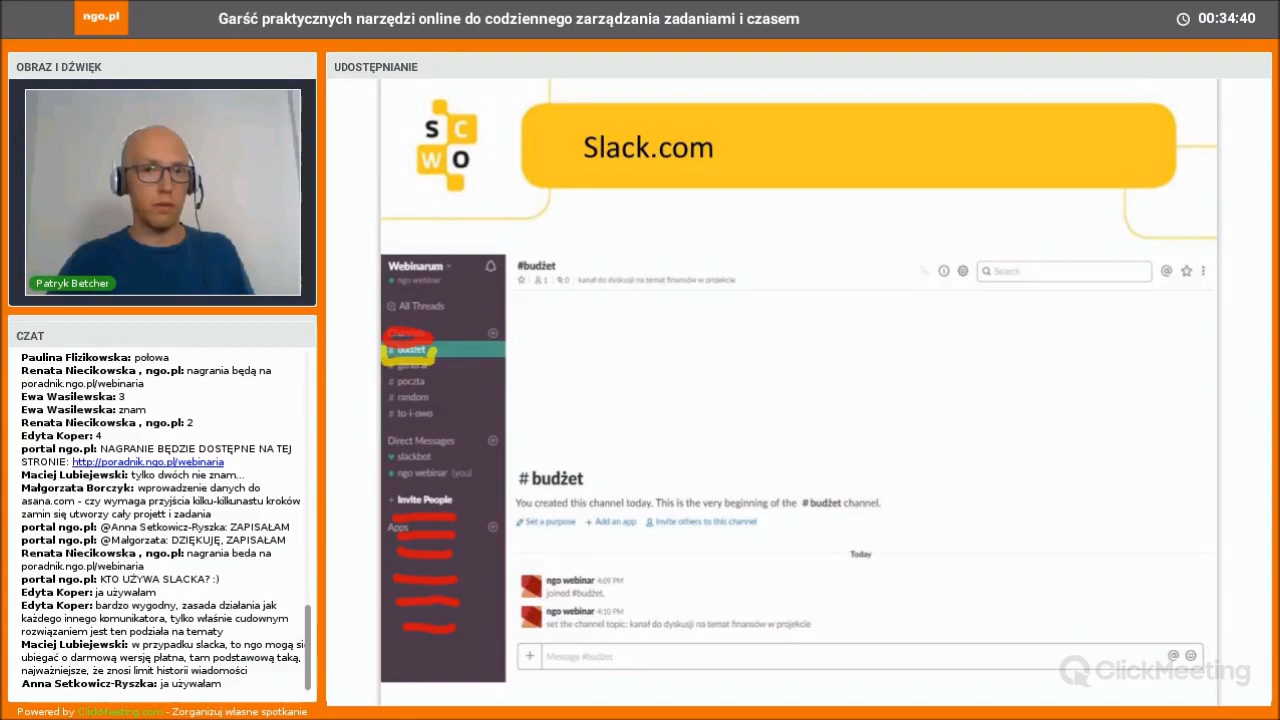 ngo.pl
Garść praktycznych narzędzi online do codziennego zarządzania zadaniami i czasem
00:34:40
OBRAZ I DŹWIĘK
Patryk Betcher
CZAT
Paulina Flizikowska: połowa
Renata Niecikowska , ngo.pl: nagrania będą na
poradnik.ngo.pl/webinaria
Ewa Wasilewska: 3
Ewa Wasilewska: znam
Renata Niecikowska , ngo.pl: 2
Edyta Koper: 4
portal ngo.pl: NAGRANIE BĘDZIE DOSTĘPNE NA TEJ
STRONIE: http://poradnik.ngo.pl/webinaria
Maciej Lubiejewski: tylko dwóch nie znam...
Małgorzata Borczyk: wprowadzenie danych do
asana.com - czy wymaga przyjścia kilku-kilkunastu kroków
zamin się utworzy cały projett i zadania
portal ngo.pl: @Anna Setkowicz-Ryszka: ZAPISAŁAM
portal ngo.pl: @Małgorzata: DZIĘKUJĘ, ZAPISAŁAM
Renata Niecikowska , ngo.pl: nagrania beda na
poradnik.ngo.pl/webinaria
portal ngo.pl: KTO UŻYWA SLACKA? :)
Edyta Koper: ja używałam
Edyta Koper: bardzo wygodny, zasada działania jak
każdego innego komunikatora, tylko właśnie cudownym
rozwiązaniem jest ten podziała na tematy
Maciej Lubiejewski: w przypadku slacka, to ngo mogą się
ubiegać o darmową wersję płatna, tam podstawową taką,
najważniejsze, że znosi limit historii wiadomości
Anna Setkowicz-Ryszka: ja używałam
Powered by ClickMeeting.com - Zorganizuj własne spotkanie
UDOSTĘPNIANIE
S C
W O
Slack.com
Webinarum
ngo webinar
All Threads
Channels
# budżet
# general
# poczta
# random
# to-i-owo
Direct Messages
slackbot
ngo webinar (you)
+ Invite People
Apps
#budżet
1
0
kanał do dyskusji na temat finansów w projekcie
Search
# budżet
You created this channel today. This is the very beginning of the # budżet channel.
Set a purpose + Add an app Invite others to this channel
Today
ngo webinar 4:09 PM
joined #budżet.
ngo webinar 4:10 PM
set the channel topic: kanał do dyskusji na temat finansów w projekcie
+ Message #budżet
ClickMeeting